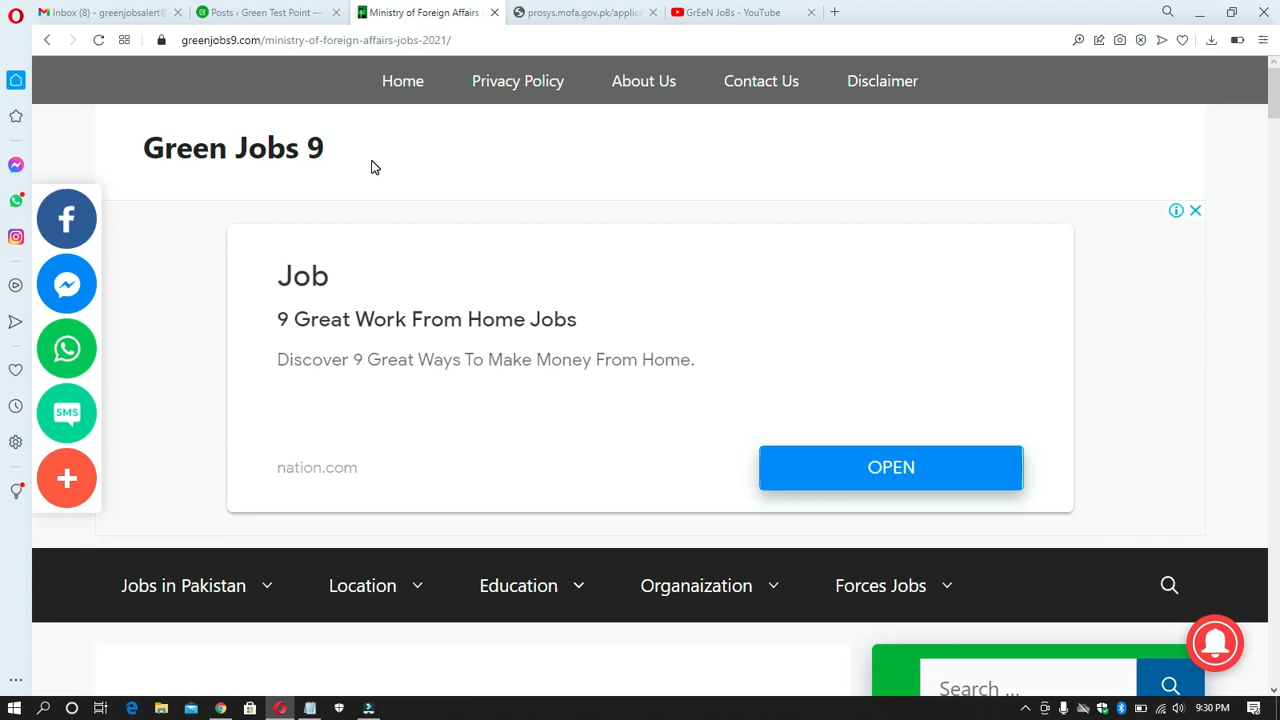 Inbox (8) - greenjobsalert@
Posts ‹ Green Test Point —
Ministry of Foreign Affairs
prosys.mofa.gov.pk/applic
GrEeN JoBs - YouTube
greenjobs9.com/ministry-of-foreign-affairs-jobs-2021/
Home
Privacy Policy
About Us
Contact Us
Disclaimer
Green Jobs 9
Job
9 Great Work From Home Jobs
Discover 9 Great Ways To Make Money From Home.
nation.com
OPEN
SMS
Jobs in Pakistan
Location
Education
Organaization
Forces Jobs
Search ...
9:30 PM